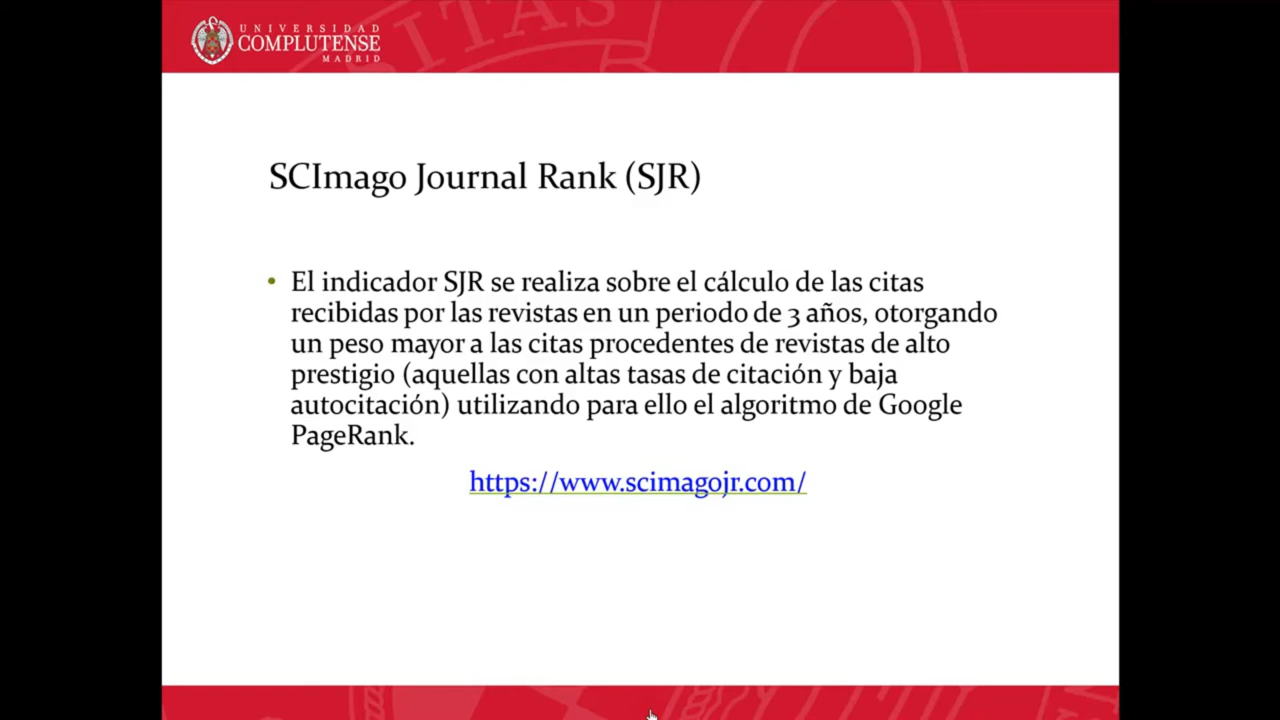 UNIVERSIDAD
COMPLUTENSE
MADRID
SCImago Journal Rank (SJR)
• El indicador SJR se realiza sobre el cálculo de las citas
recibidas por las revistas en un periodo de 3 años, otorgando
un peso mayor a las citas procedentes de revistas de alto
prestigio (aquellas con altas tasas de citación y baja
autocitación) utilizando para ello el algoritmo de Google
PageRank.
https://www.scimagojr.com/